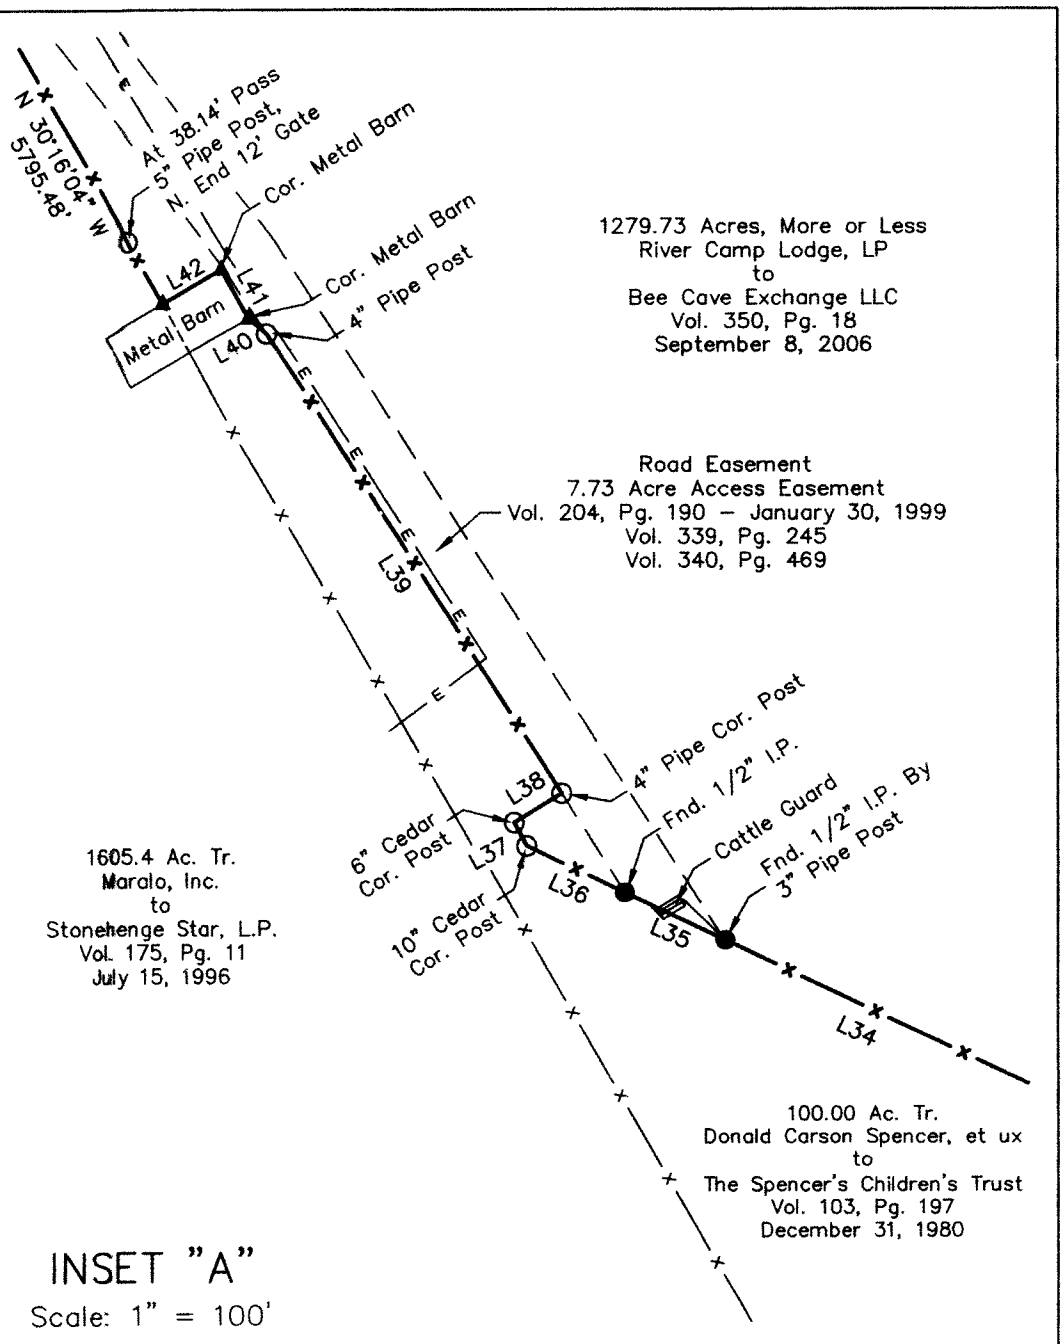 N 30°16'04" W
5795.48'
At 38.14' Pass
5" Pipe Post,
N. End 12' Gate
Cor. Metal Barn
Cor. Metal Barn
4" Pipe Post
L42
L41
Metal Barn
L40
E
1279.73 Acres, More or Less
River Camp Lodge, LP
to
Bee Cave Exchange LLC
Vol. 350, Pg. 18
September 8, 2006
E
E
E
E
E
Road Easement
7.73 Acre Access Easement
Vol. 204, Pg. 190 – January 30, 1999
Vol. 339, Pg. 245
Vol. 340, Pg. 469
L39
4" Pipe Cor. Post
Fnd. 1/2" I.P.
Cattle Guard
Fnd. 1/2" I.P. By
3" Pipe Post
L38
6" Cedar
Cor. Post
L37
L36
10" Cedar
Cor. Post
L35
L34
1605.4 Ac. Tr.
Maralo, Inc.
to
Stonehenge Star, L.P.
Vol. 175, Pg. 11
July 15, 1996
100.00 Ac. Tr.
Donald Carson Spencer, et ux
to
The Spencer's Children's Trust
Vol. 103, Pg. 197
December 31, 1980
INSET "A"
Scale: 1" = 100'